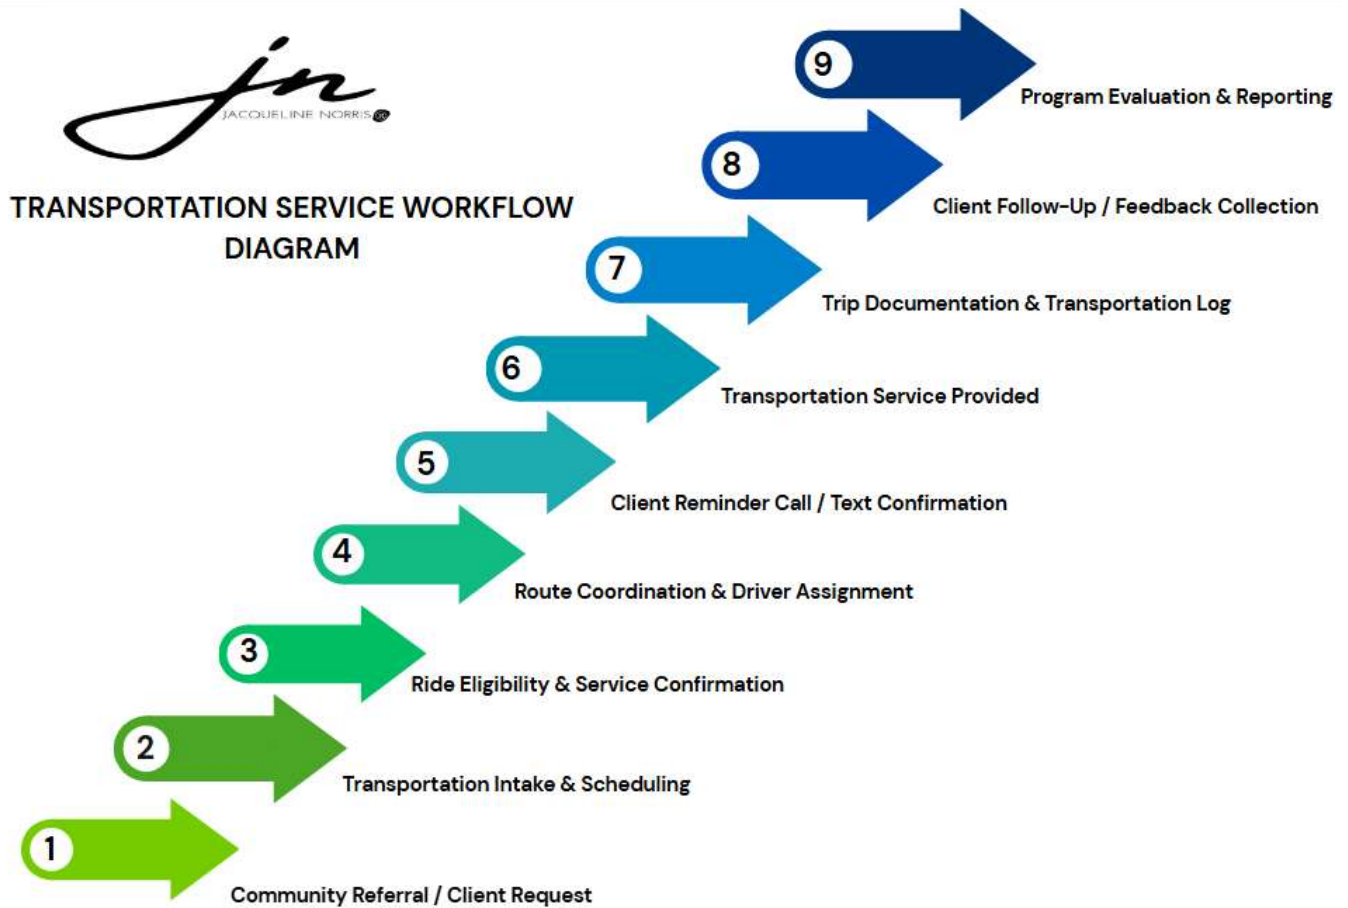 jn
JACQUELINE NORRIS
TRANSPORTATION SERVICE WORKFLOW
DIAGRAM
9
Program Evaluation & Reporting
8
Client Follow-Up / Feedback Collection
7
Trip Documentation & Transportation Log
6
Transportation Service Provided
5
Client Reminder Call / Text Confirmation
4
Route Coordination & Driver Assignment
3
Ride Eligibility & Service Confirmation
2
Transportation Intake & Scheduling
1
Community Referral / Client Request